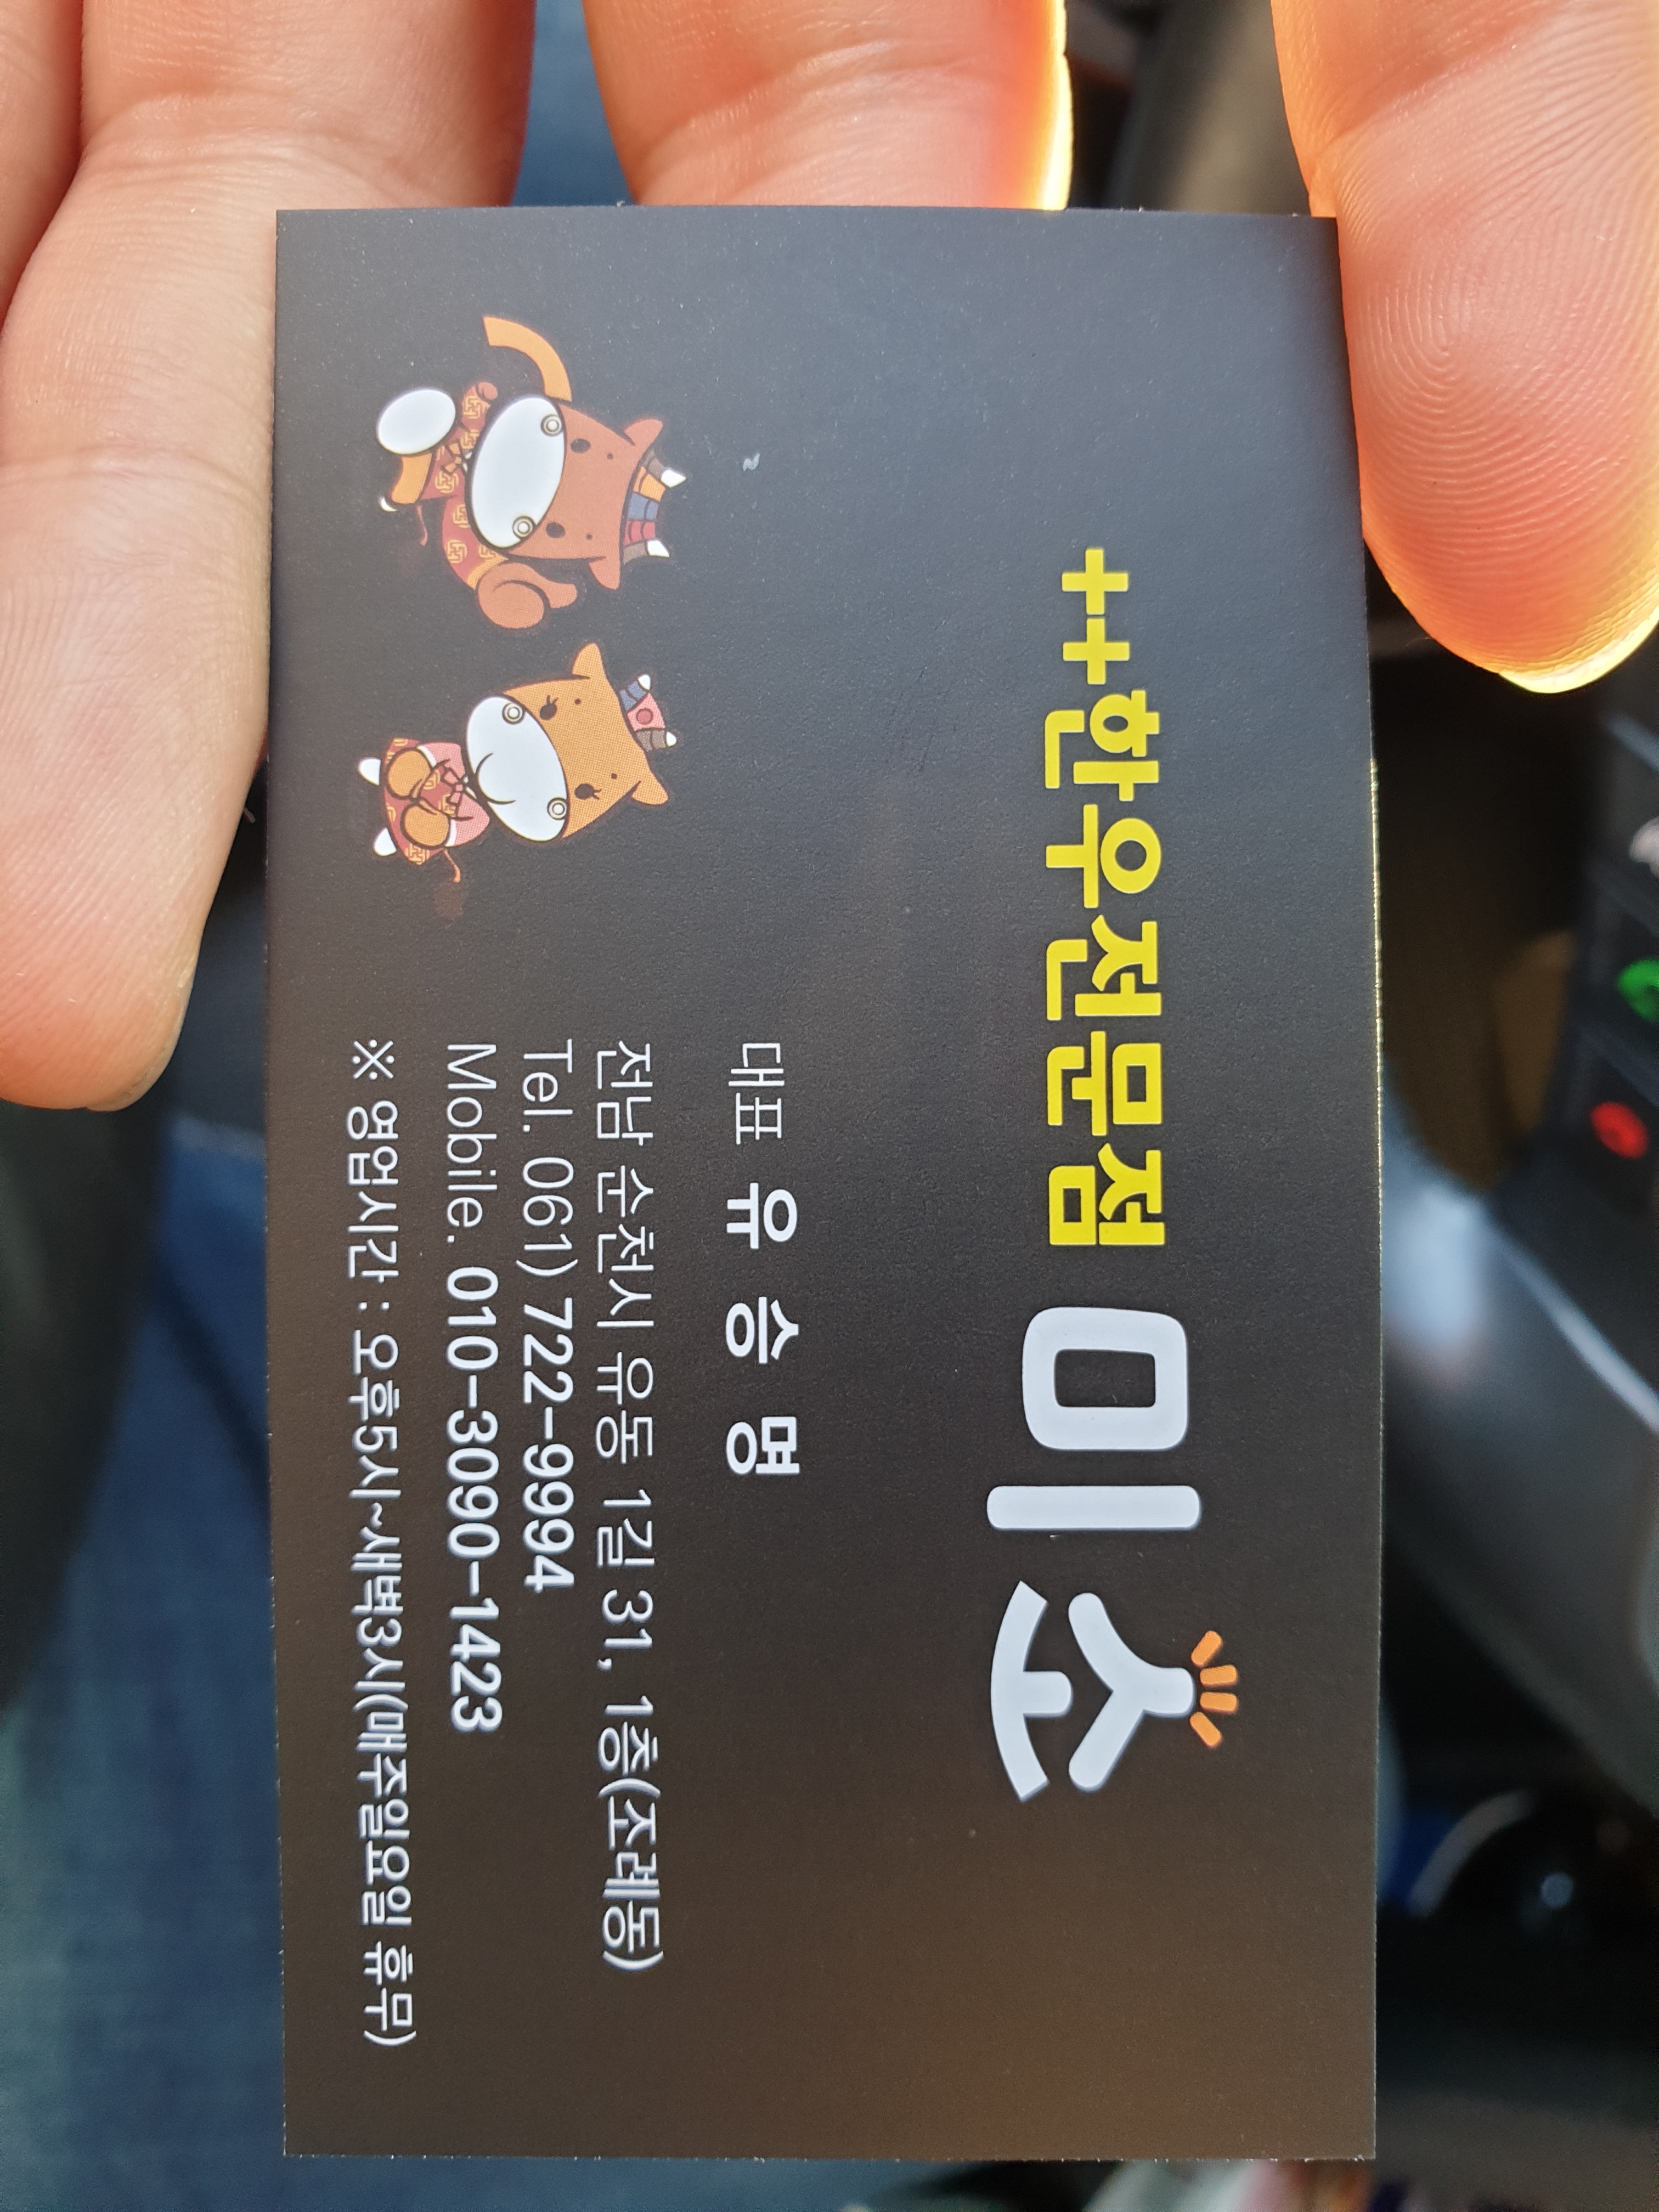 ++한우전문점 미소
대표 유승명
전남 순천시 유동 1길 31, 1층(조례동)
Tel. 061) 722-9994
Mobile. 010-3090-1423
※ 영업시간 : 오후5시~새벽3시(매주일요일 휴무)